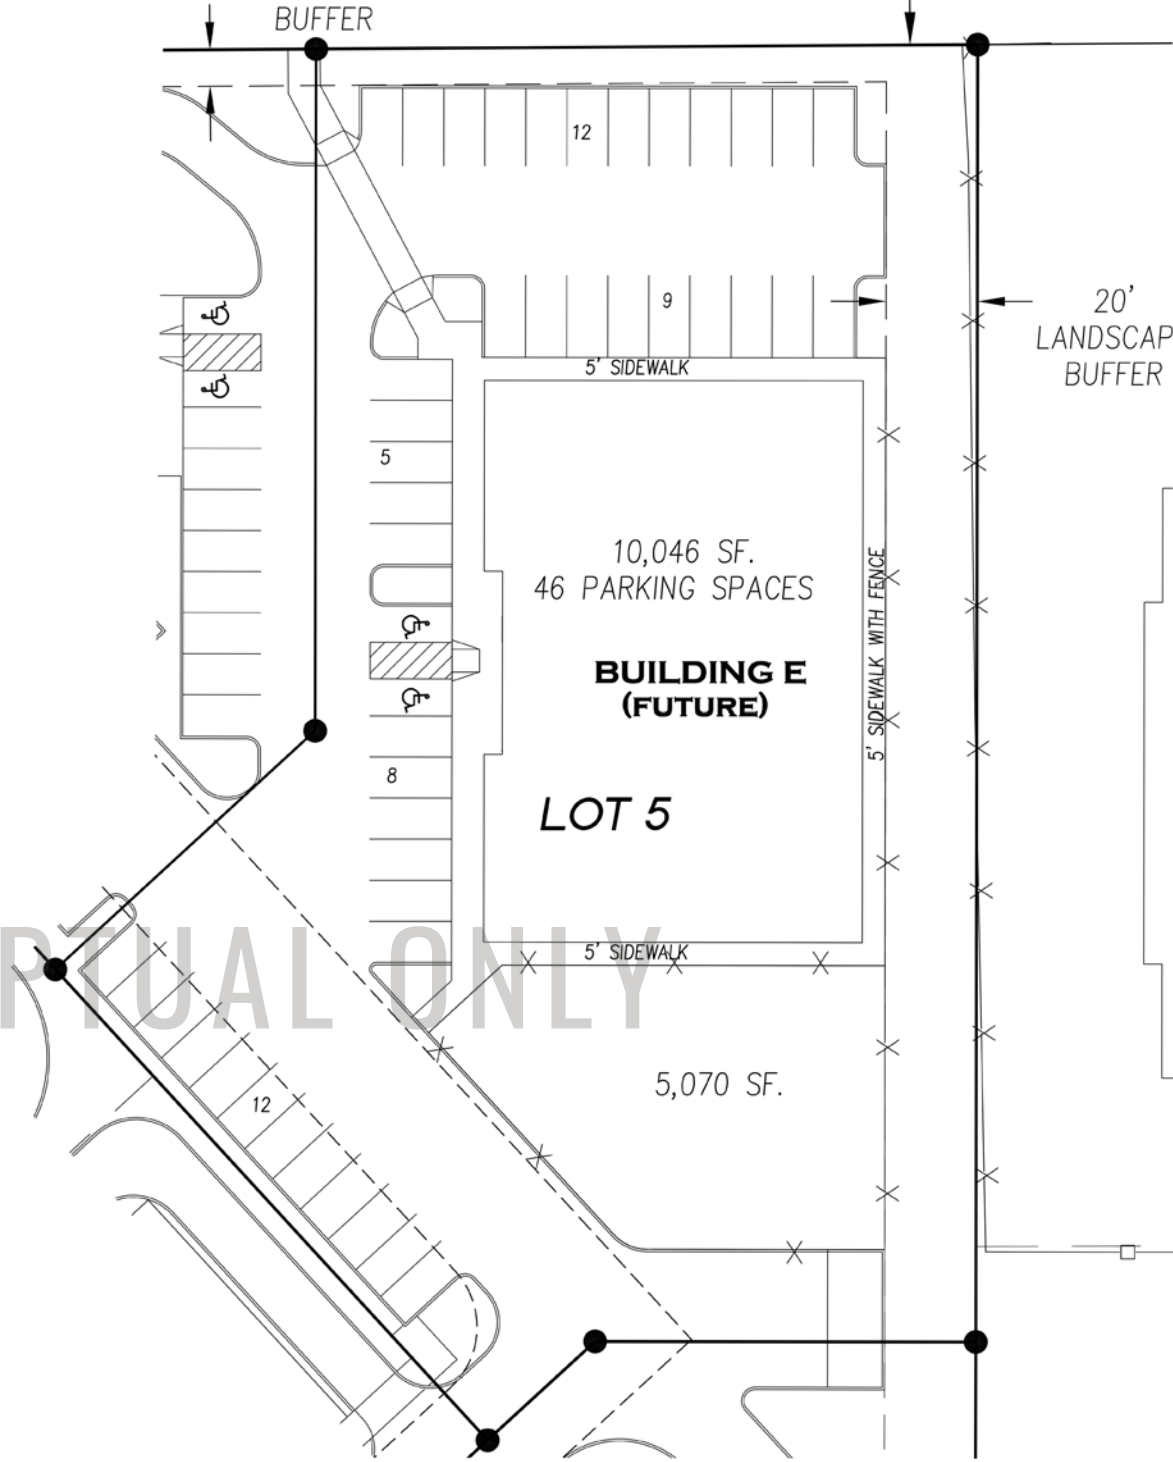 BUFFER
12
9
20'
LANDSCAP
BUFFER
5' SIDEWALK
5
10,046 SF.
46 PARKING SPACES
5' SIDEWALK WITH FENCE
BUILDING E
(FUTURE)
8
LOT 5
5' SIDEWALK
PTUAL ONLY
5,070 SF.
12